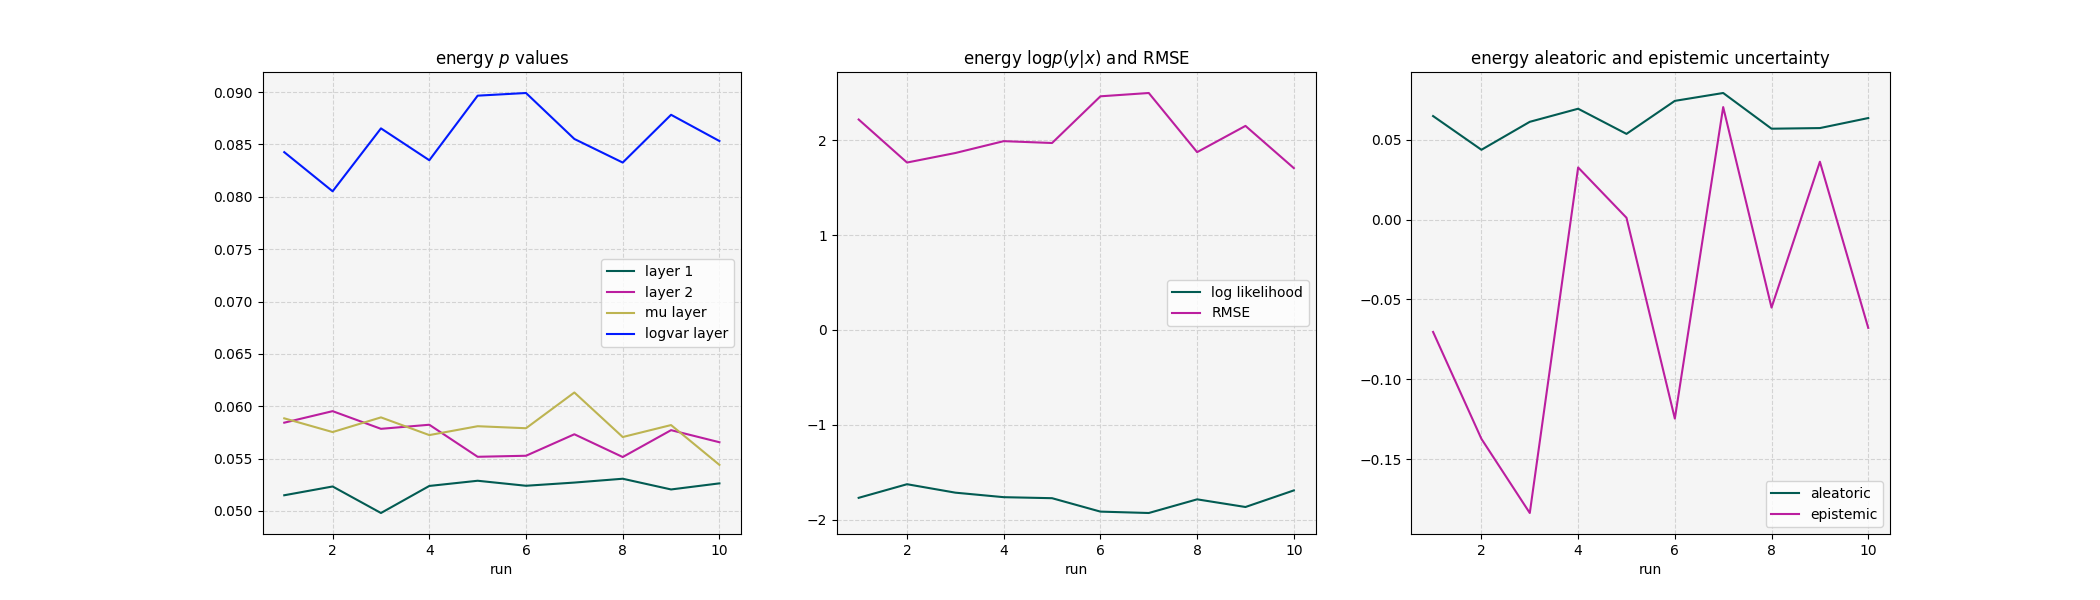 energy p values
0.090
0.085
0.080
0.075
0.070
0.065
0.060
0.055
0.050
layer 1
layer 2
mu layer
logvar layer
2 4 6 8 10
run
energy logp(y|x) and RMSE
2
1
0
−1
−2
log likelihood
RMSE
2 4 6 8 10
run
energy aleatoric and epistemic uncertainty
0.05
0.00
−0.05
−0.10
−0.15
aleatoric
epistemic
2 4 6 8 10
run